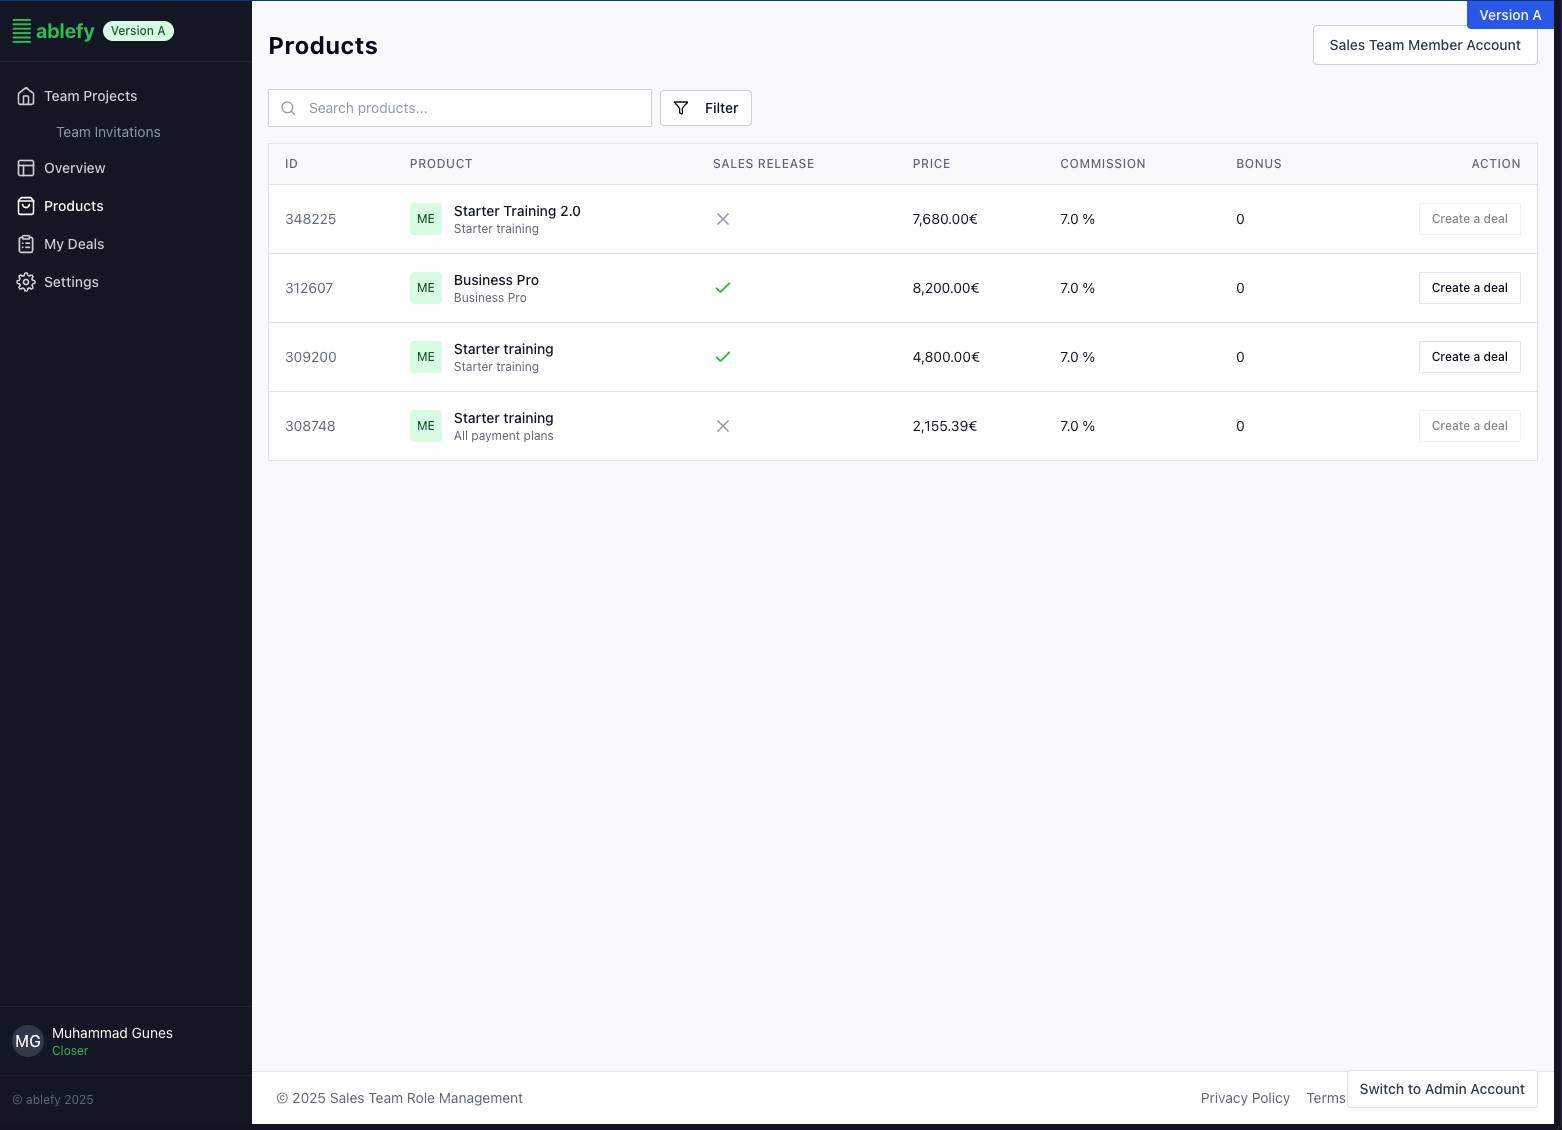 ablefy Version A
Team Projects
Team Invitations
Overview
Products
My Deals
Settings
Muhammad Gunes
MG
Closer
© ablefy 2025
Version A
Products
Sales Team Member Account
Search products...
Filter
ID PRODUCT SALES RELEASE PRICE COMMISSION BONUS ACTION
348225 ME Starter Training 2.0 7,680.00€ 7.0 % 0 Create a deal
Starter training
312607 ME Business Pro 8,200.00€ 7.0 % 0 Create a deal
Business Pro
309200 ME Starter training 4,800.00€ 7.0 % 0 Create a deal
Starter training
308748 ME Starter training 2,155.39€ 7.0 % 0 Create a deal
All payment plans
© 2025 Sales Team Role Management
Privacy Policy Terms
Switch to Admin Account